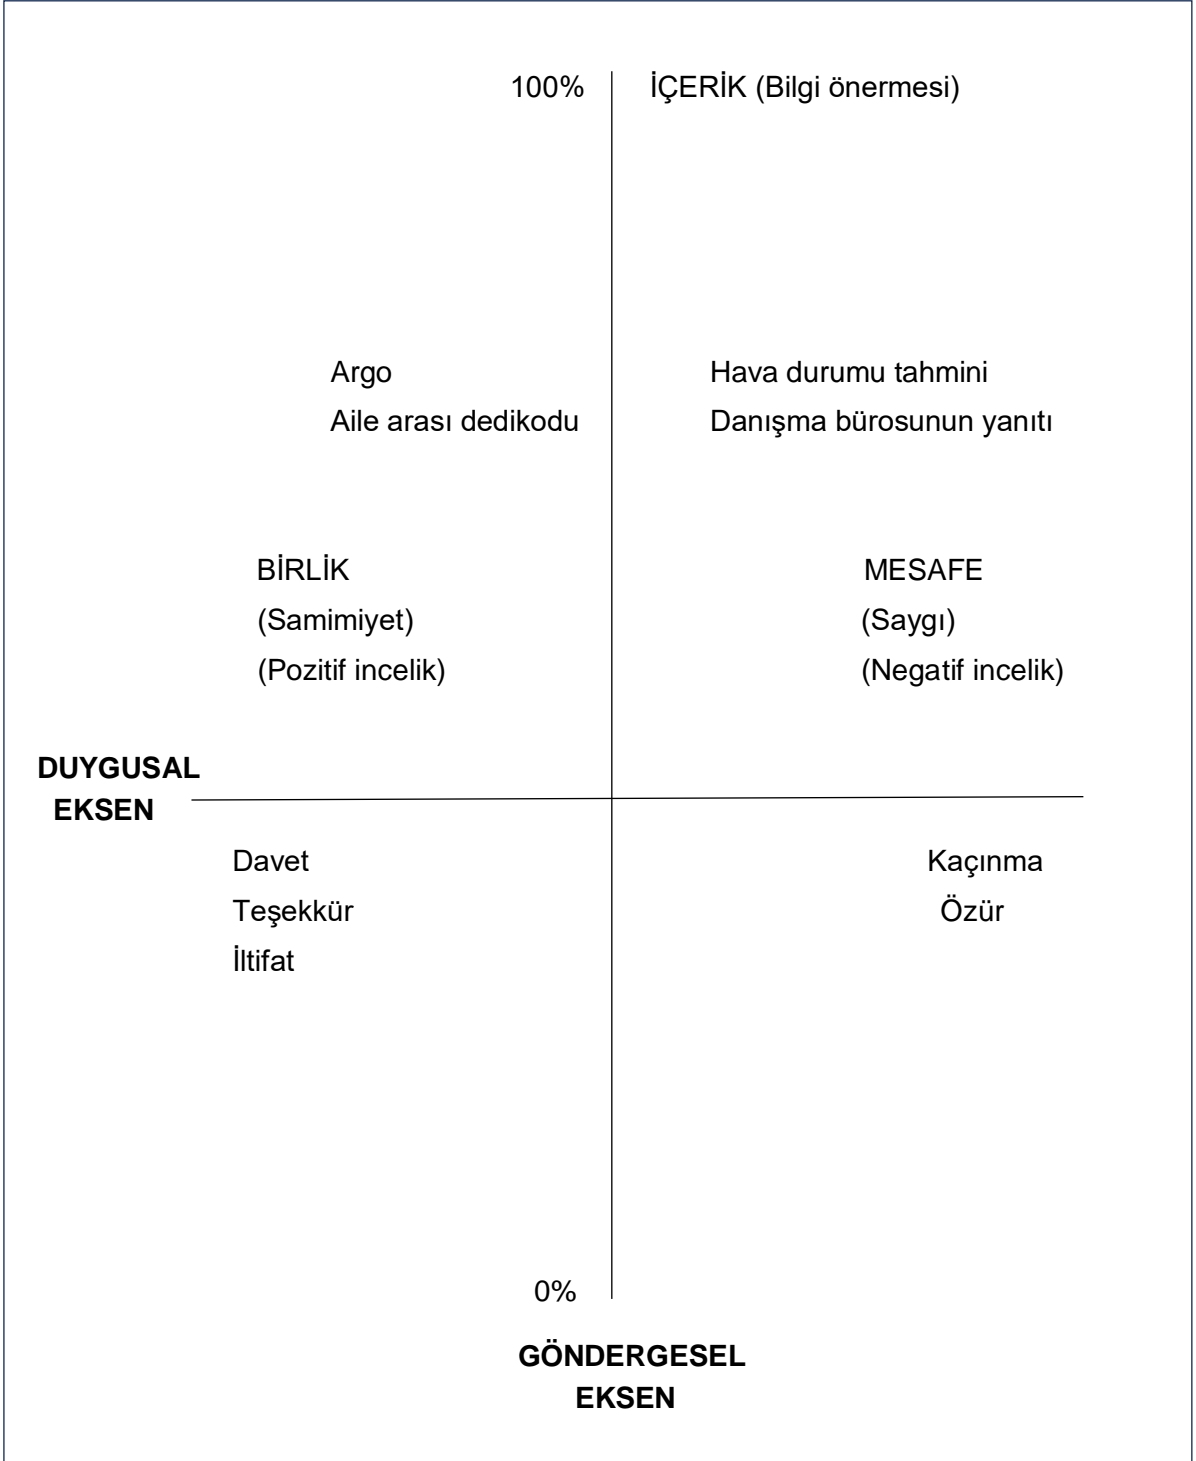 100% İÇERİK (Bilgi önermesi)
Argo Hava durumu tahmini
Aile arası dedikodu Danışma bürosunun yanıtı
BİRLİK MESAFE
(Samimiyet) (Saygı)
(Pozitif incelik) (Negatif incelik)
DUYGUSAL
EKSEN
Davet Kaçınma
Teşekkür Özür
İltifat
0%
GÖNDERGESEL
EKSEN